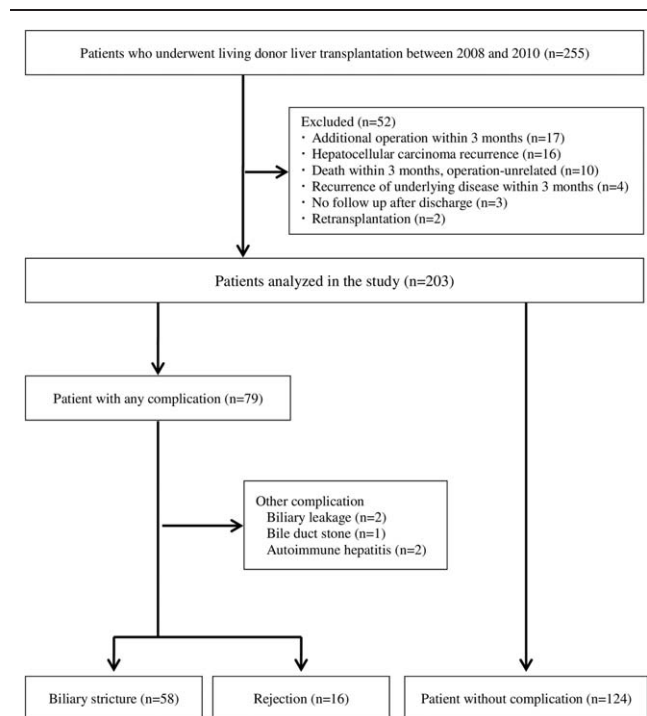 Patients who underwent living donor liver transplantation between 2008 and 2010 (n=255)
Excluded (n=52)
・Additional operation within 3 months (n=17)
・Hepatocellular carcinoma recurrence (n=16)
・Death within 3 months, operation-unrelated (n=10)
・Recurrence of underlying disease within 3 months (n=4)
・No follow up after discharge (n=3)
・Retransplantation (n=2)
Patients analyzed in the study (n=203)
Patient with any complication (n=79)
Other complication
Biliary leakage (n=2)
Bile duct stone (n=1)
Autoimmune hepatitis (n=2)
Biliary stricture (n=58)
Rejection (n=16)
Patient without complication (n=124)